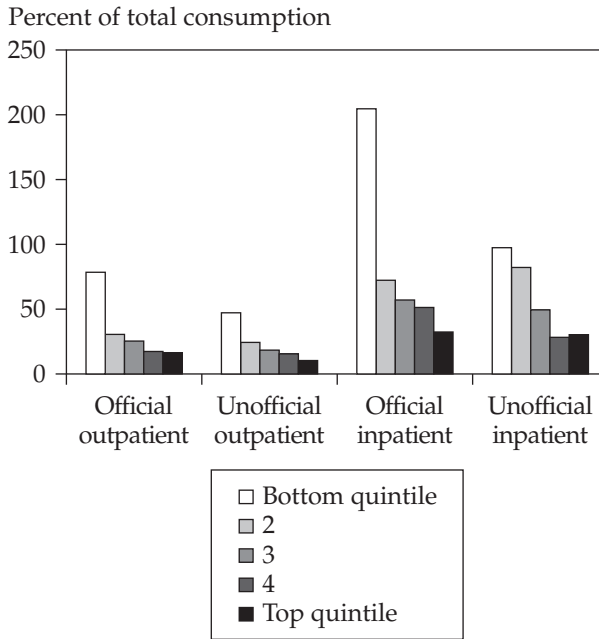 Percent of total consumption
250
200
150
100
50
0
Official outpatient
Unofficial outpatient
Official inpatient
Unofficial inpatient
Bottom quintile
2
3
4
Top quintile